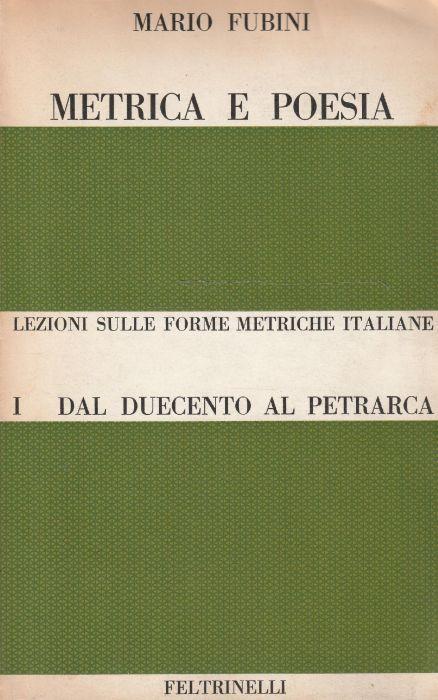 MARIO FUBINI
METRICA E POESIA
LEZIONI SULLE FORME METRICHE ITALIANE
I DAL DUECENTO AL PETRARCA
FELTRINELLI